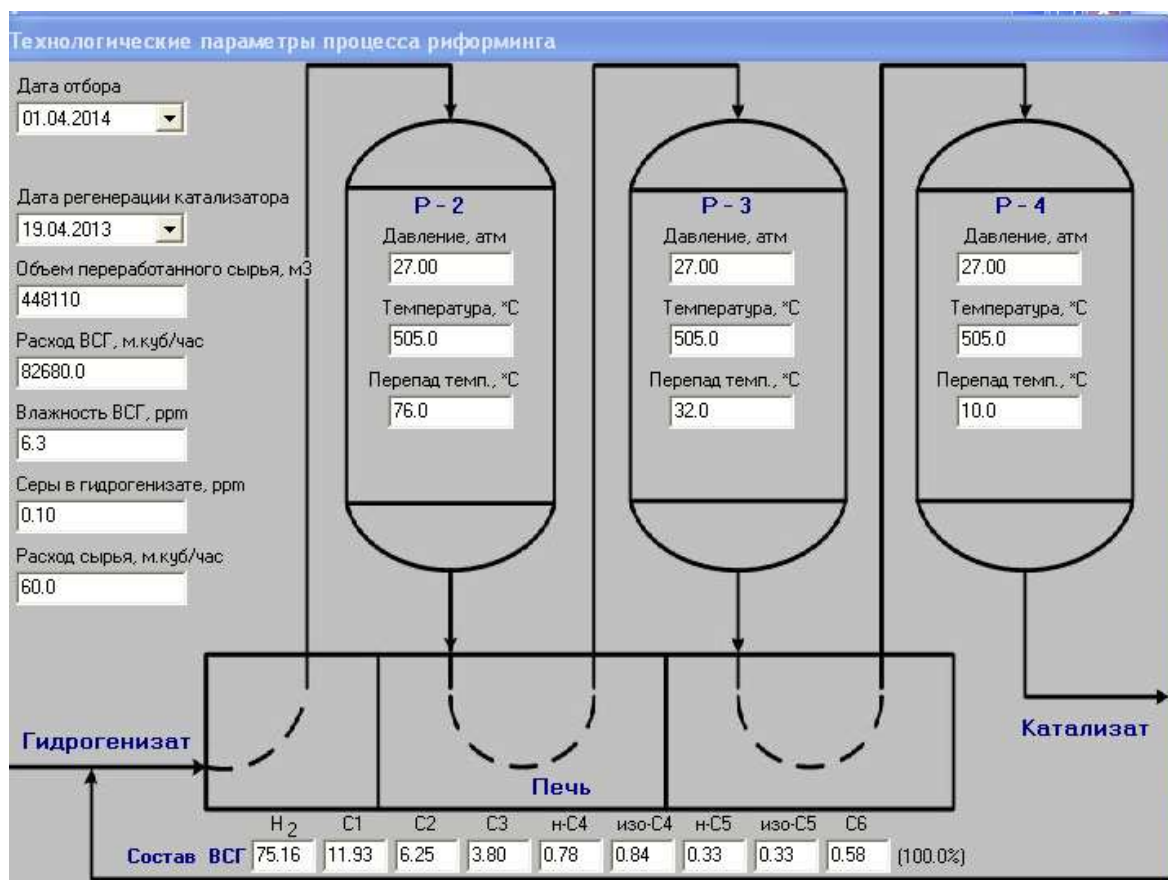 Технологические параметры процесса риформинга
Дата отбора
01.04.2014
Дата регенерации катализатора
19.04.2013
Объем переработанного сырья, м3
448110
Расход ВСГ, м.куб/час
82680.0
Влажность ВСГ, ppm
6.3
Серы в гидрогенизате, ppm
0.10
Расход сырья, м.куб/час
60.0
Р - 2
Давление, атм
27.00
Температура, *С
505.0
Перепад темп., *С
76.0
Р - 3
Давление, атм
27.00
Температура, *С
505.0
Перепад темп., *С
32.0
Р - 4
Давление, атм
27.00
Температура, *С
505.0
Перепад темп., *С
10.0
Гидрогенизат
Печь
Катализат
H2 С1 С2 С3 н-С4 изо-С4 н-С5 изо-С5 С6
Состав ВСГ 75.16 11.93 6.25 3.80 0.78 0.84 0.33 0.33 0.58 (100.0%)